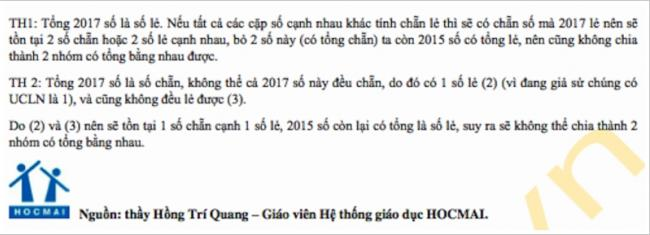 TH1: Tổng 2017 số là số lẻ. Nếu tất cả các cặp số cạnh nhau khác tính chẵn lẻ thì sẽ có chẵn số mà 2017 lẻ nên sẽ
tồn tại 2 số chẵn hoặc 2 số lẻ cạnh nhau, bỏ 2 số này (có tổng chẵn) ta còn 2015 số có tổng lẻ, nên cũng không chia
thành 2 nhóm có tổng bằng nhau được.
TH 2: Tổng 2017 số là số chẵn, không thể cả 2017 số này đều chẵn, do đó có 1 số lẻ (2) (vì đang giả sử chúng có
UCLN là 1), và cũng không đều lẻ được (3).
Do (2) và (3) nên sẽ tồn tại 1 số chẵn cạnh 1 số lẻ, 2015 số còn lại có tổng là số lẻ, suy ra sẽ không thể chia thành 2
nhóm có tổng bằng nhau.
HOCMAI
Nguồn: thầy Hồng Trí Quang – Giáo viên Hệ thống giáo dục HOCMAI.
vn